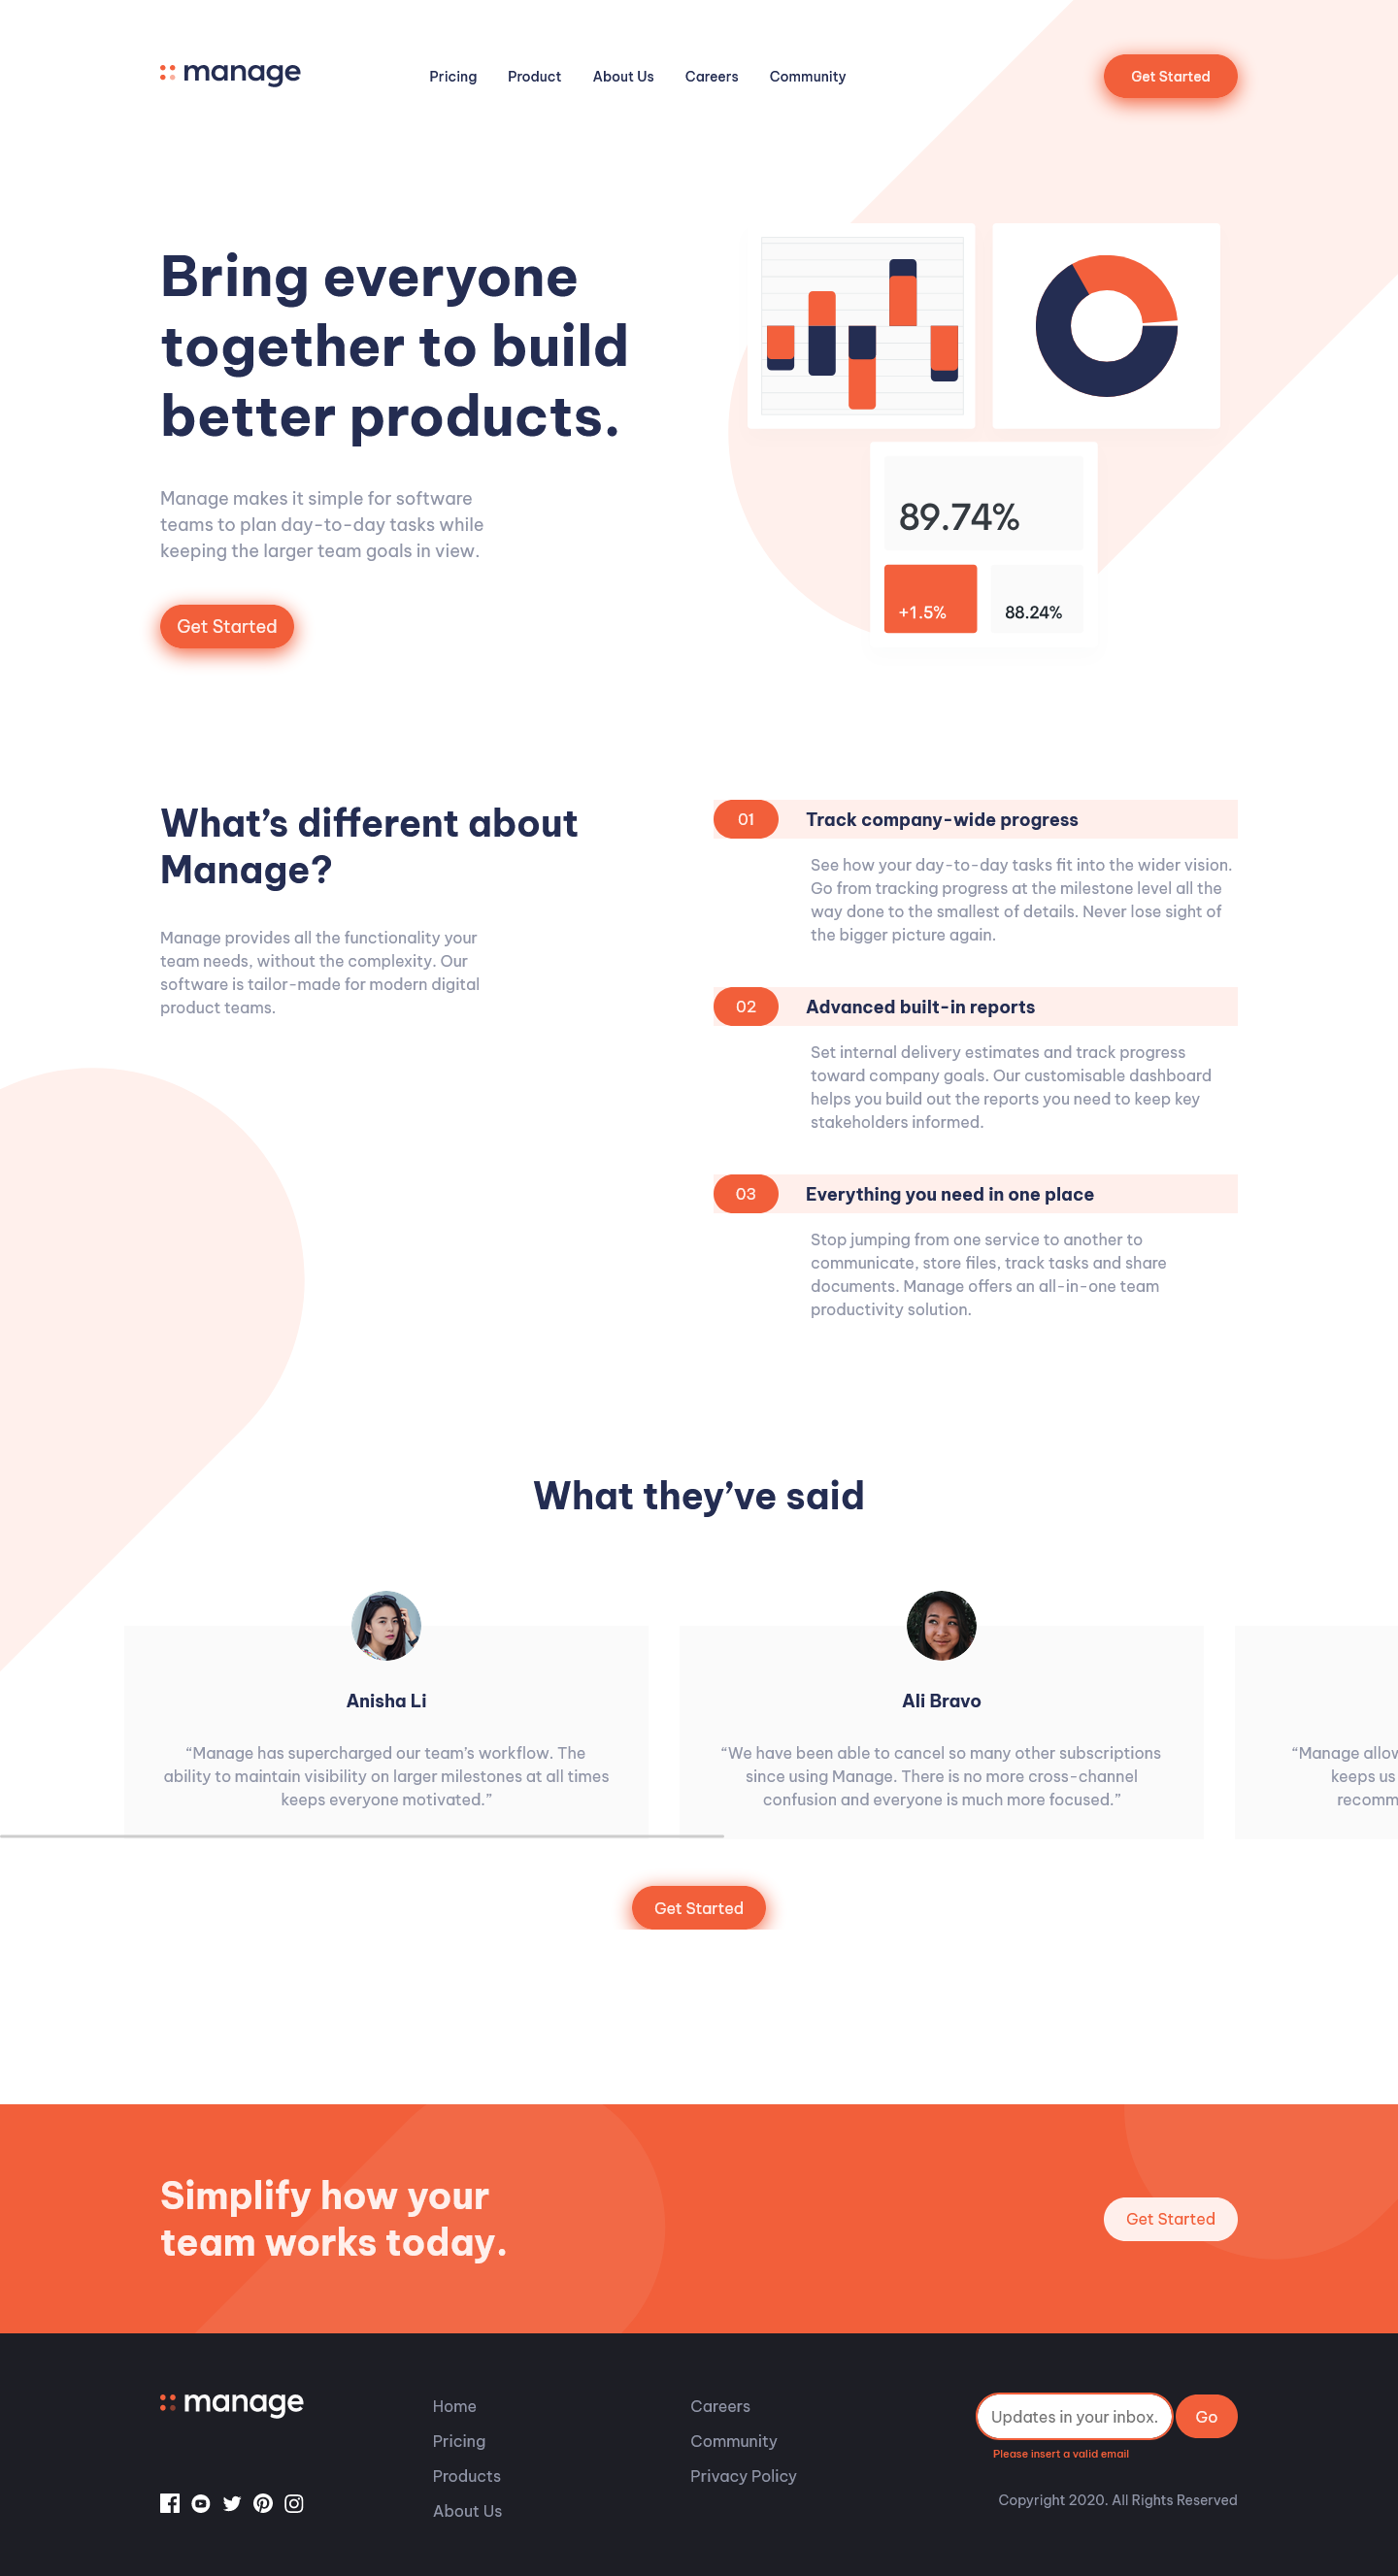 manage
Pricing Product About Us Careers Community
Get Started
Bring everyone
together to build
better products.
Manage makes it simple for software
teams to plan day-to-day tasks while
keeping the larger team goals in view.
Get Started
89.74%
+1.5%
88.24%
What’s different about
Manage?
Manage provides all the functionality your
team needs, without the complexity. Our
software is tailor-made for modern digital
product teams.
01 Track company-wide progress
See how your day-to-day tasks fit into the wider vision.
Go from tracking progress at the milestone level all the
way done to the smallest of details. Never lose sight of
the bigger picture again.
02 Advanced built-in reports
Set internal delivery estimates and track progress
toward company goals. Our customisable dashboard
helps you build out the reports you need to keep key
stakeholders informed.
03 Everything you need in one place
Stop jumping from one service to another to
communicate, store files, track tasks and share
documents. Manage offers an all-in-one team
productivity solution.
What they’ve said
Anisha Li
“Manage has supercharged our team’s workflow. The
ability to maintain visibility on larger milestones at all times
keeps everyone motivated.”
Ali Bravo
“We have been able to cancel so many other subscriptions
since using Manage. There is no more cross-channel
confusion and everyone is much more focused.”
“Manage allow
keeps us
recomm
Get Started
Simplify how your
team works today.
Get Started
manage
Home
Pricing
Products
About Us
Careers
Community
Privacy Policy
Updates in your inbox.
Go
Please insert a valid email
Copyright 2020. All Rights Reserved